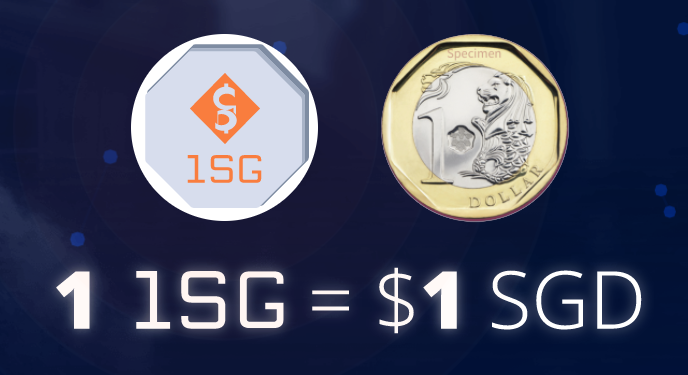 Specimen
$
1SG
1
DOLLAR
1 1SG = $1 SGD